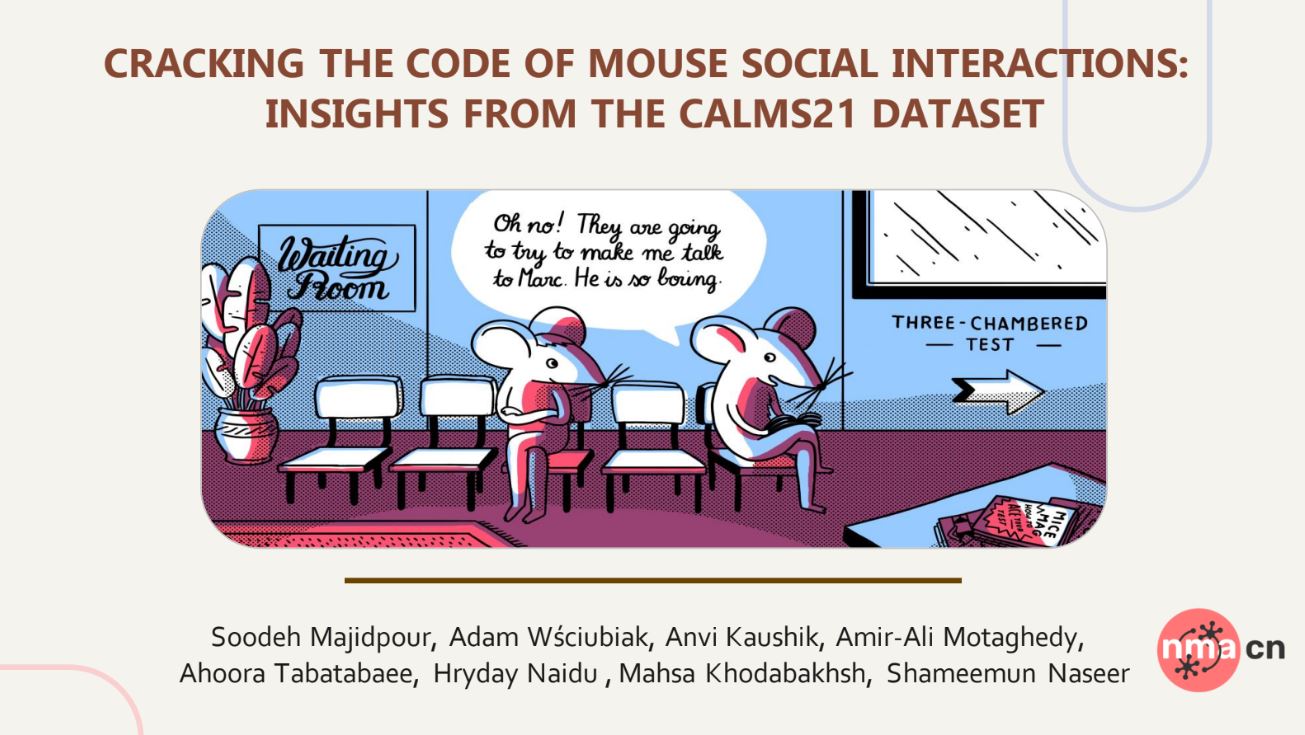 CRACKING THE CODE OF MOUSE SOCIAL INTERACTIONS:
INSIGHTS FROM THE CALMS21 DATASET
Waiting
Room
Oh no! They are going
to try to make me talk
to Marc. He is so boring.
THREE-CHAMBERED
TEST
MICE
MAG
Soodeh Majidpour, Adam Wściubiak, Anvi Kaushik, Amir-Ali Motaghedy,
Ahoora Tabatabaee, Hryday Naidu , Mahsa Khodabakhsh, Shameemun Naseer
nma cn